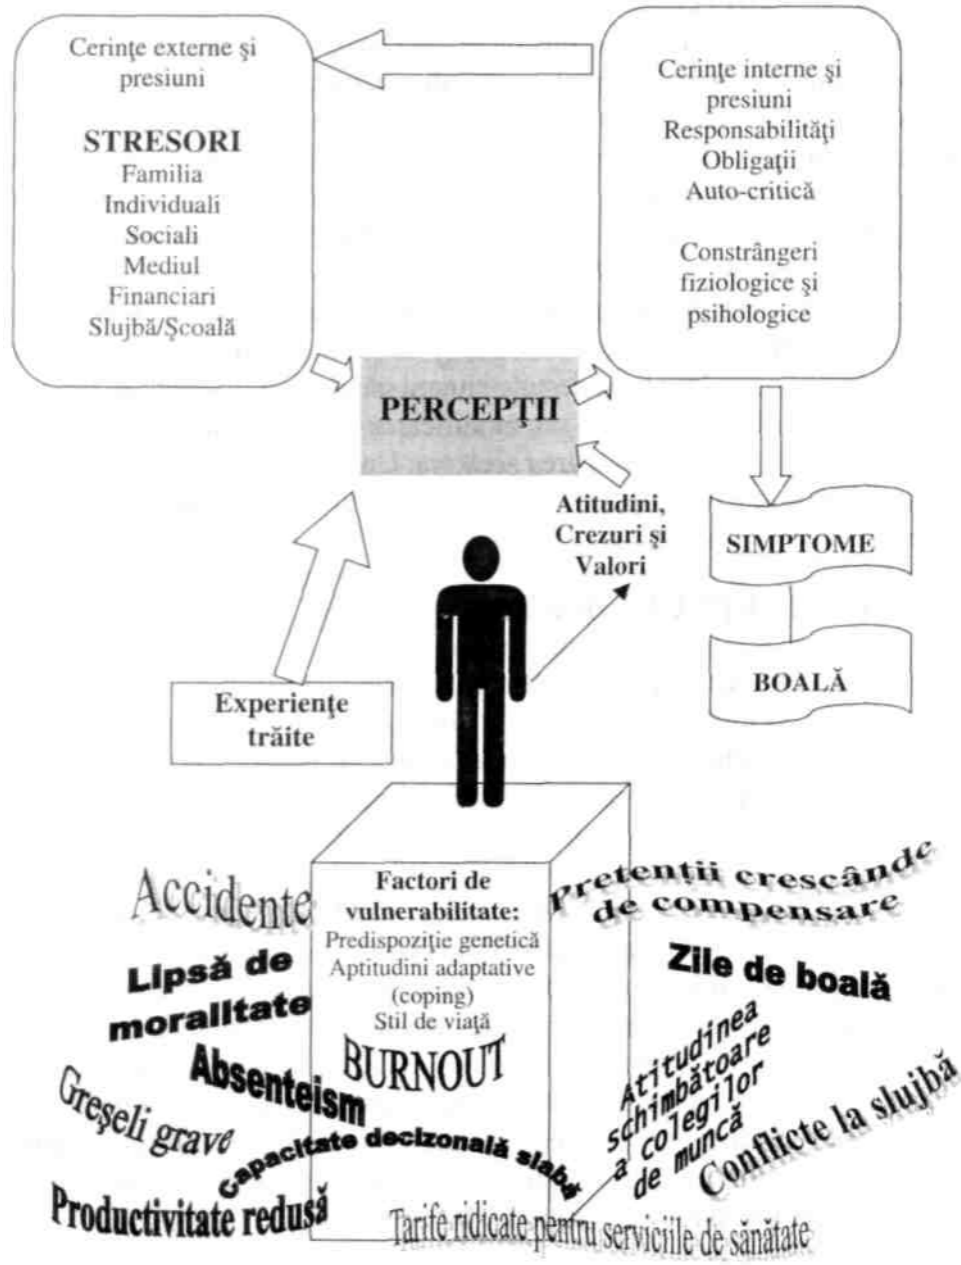 Cerinţe externe şi
presiuni
STRESORI
Familia
Individuali
Sociali
Mediul
Financiari
Slujbă/Şcoală
Cerinţe interne şi
presiuni
Responsabilităţi
Obligaţii
Auto-critică
Constrângeri
fiziologice şi
psihologice
PERCEPŢII
Atitudini,
Crezuri şi
Valori
SIMPTOME
BOALĂ
Experienţe
trăite
Factori de
vulnerabilitate:
Predispoziţie genetică
Aptitudini adaptative
(coping)
Stil de viaţă
BURNOUT
Accidente
Lipsă de
moralitate
Absenteism
Greşeli grave
Capacitate decizonală slabă
Productivitate redusă
Pretenţii crescânde
de compensare
Zile de boală
Atitudinea
schimbătoare
a colegilor
de muncă
Conflicte la slujbă
Tarife ridicate pentru serviciile de sănătate